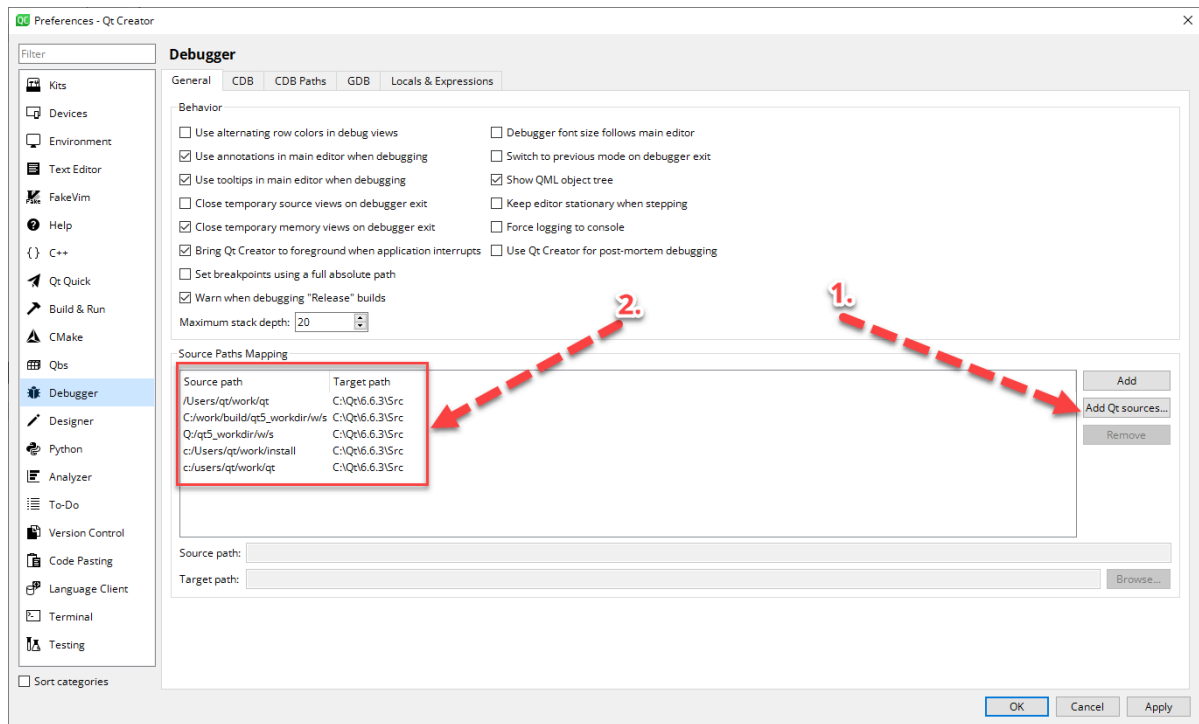 Preferences - Qt Creator
Filter
Kits
Devices
Environment
Text Editor
FakeVim
Help
C++
Qt Quick
Build & Run
CMake
Qbs
Debugger
Designer
Python
Analyzer
To-Do
Version Control
Code Pasting
Language Client
Terminal
Testing
Sort categories
Debugger
General CDB CDB Paths GDB Locals & Expressions
Behavior
Use alternating row colors in debug views Debugger font size follows main editor
Use annotations in main editor when debugging Switch to previous mode on debugger exit
Use tooltips in main editor when debugging Show QML object tree
Close temporary source views on debugger exit Keep editor stationary when stepping
Close temporary memory views on debugger exit Force logging to console
Bring Qt Creator to foreground when application interrupts Use Qt Creator for post-mortem debugging
Set breakpoints using a full absolute path
Warn when debugging "Release" builds
Maximum stack depth: 20
2.
1.
Source Paths Mapping
Source path Target path
/Users/qt/work/qt C:\Qt\6.6.3\Src
C:/work/build/qt5_workdir/w/s C:\Qt\6.6.3\Src
Q:/qt5_workdir/w/s C:\Qt\6.6.3\Src
c:/Users/qt/work/install C:\Qt\6.6.3\Src
c:/users/qt/work/qt C:\Qt\6.6.3\Src
Add
Add Qt sources...
Remove
Source path:
Target path: Browse...
OK Cancel Apply